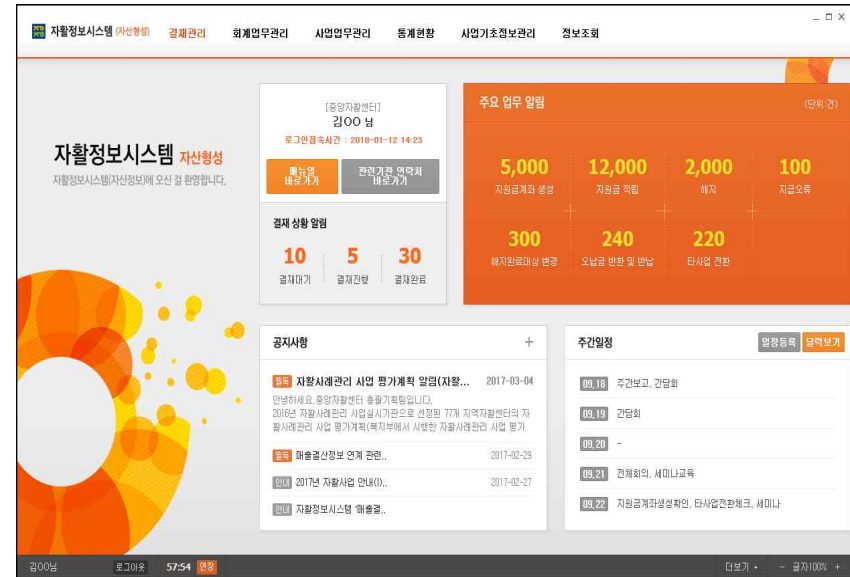 자활정보시스템 (자산형성) 결재관리 회계업무관리 사업업무관리 통계현황 사업기초정보관리 정보조회
자활정보시스템 자산형성
자활정보시스템(자산정보)에 오신 걸 환영합니다.
[중앙자활센터]
김OO 님
로그인접속시간 : 2018-01-12 14:23
매뉴얼
바로가기
관련기관 연락처
바로가기
결재 상황 알림
10 5 30
결재대기 결재진행 결재완료
주요 업무 알림 (단위:건)
5,000 12,000 2,000 100
지원금계좌 생성 지원금 적립 해지 지급오류
300 240 220
해지완료대상 변경 오납금 반환 및 반납 타사업 전환
공지사항 +
필독 자활사례관리 사업 평가계획 알림(자활... 2017-03-04
안녕하세요.중앙자활센터 총괄기획팀입니다.
2016년 자활사례관리 사업실시기관으로 선정된 77개 지역자활센터의 자
활사례관리 사업 평가계획(복지부에서 시행한 자활사례관리 사업 평가
필독 매출결산정보 연계 관련.. 2017-02-29
안내 2017년 자활사업 안내(I).. 2017-02-27
안내 자활정보시스템 '매출결..
주간일정 일정등록 달력보기
09.18 주간보고, 간담회
09.19 간담회
09.20 -
09.21 전체회의, 세미나교육
09.22 지원금계좌생성확인, 타사업전환체크, 세미나
김OO님 로그아웃 57:54 연장 더보기 - 글자100% +